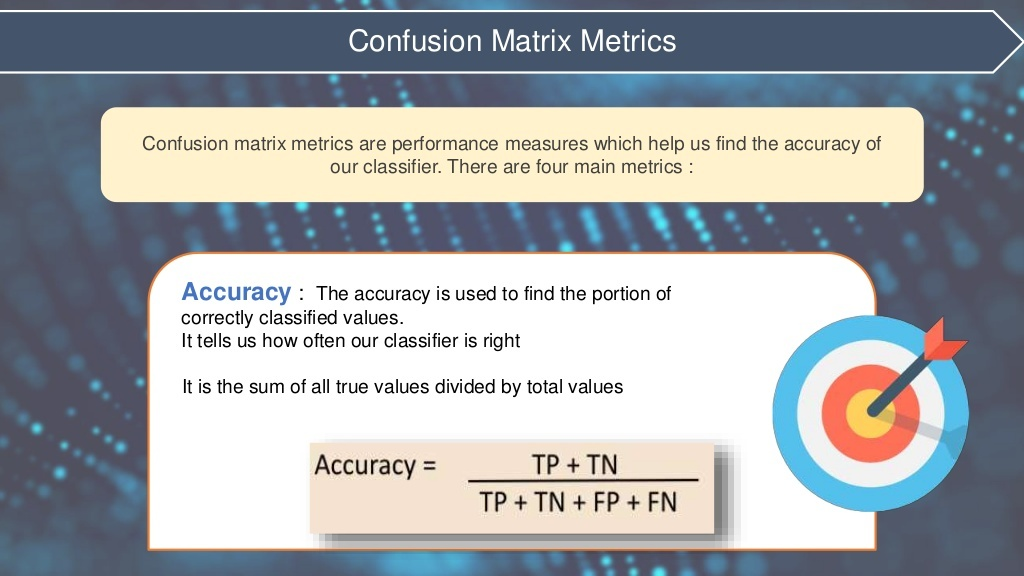 Confusion Matrix Metrics
Confusion matrix metrics are performance measures which help us find the accuracy of
our classifier. There are four main metrics :
Accuracy : The accuracy is used to find the portion of
correctly classified values.
It tells us how often our classifier is right
It is the sum of all true values divided by total values
Accuracy = TP + TN
TP + TN + FP + FN